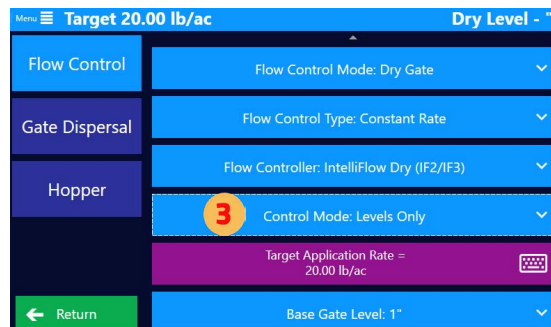 Menu Target 20.00 lb/ac Dry Level - "
Flow Control
Gate Dispersal
Hopper
Return
Flow Control Mode: Dry Gate
Flow Control Type: Constant Rate
Flow Controller: IntelliFlow Dry (IF2/IF3)
3 Control Mode: Levels Only
Target Application Rate =
20.00 lb/ac
Base Gate Level: 1"